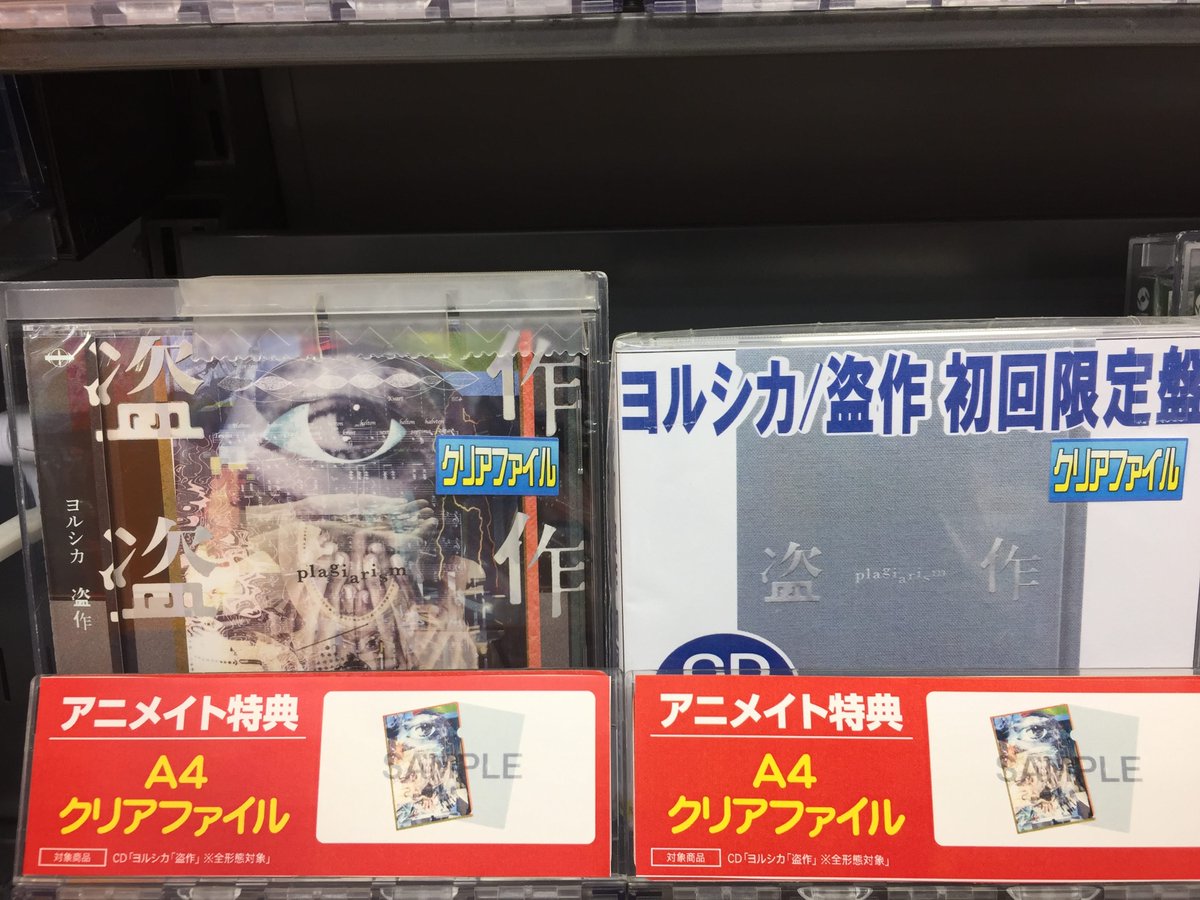 盗作
盗作
ヨルシカ 盗作
plagiarism
クリアファイル
ヨルシカ/盗作 初回限定盤
クリアファイル
盗 plagiarism 作
CD
アニメイト特典
A4
クリアファイル
SAMPLE
対象商品 CD「ヨルシカ「盗作」※全形態対象」
アニメイト特典
A4
クリアファイル
SAMPLE
対象商品 CD「ヨルシカ「盗作」※全形態対象」